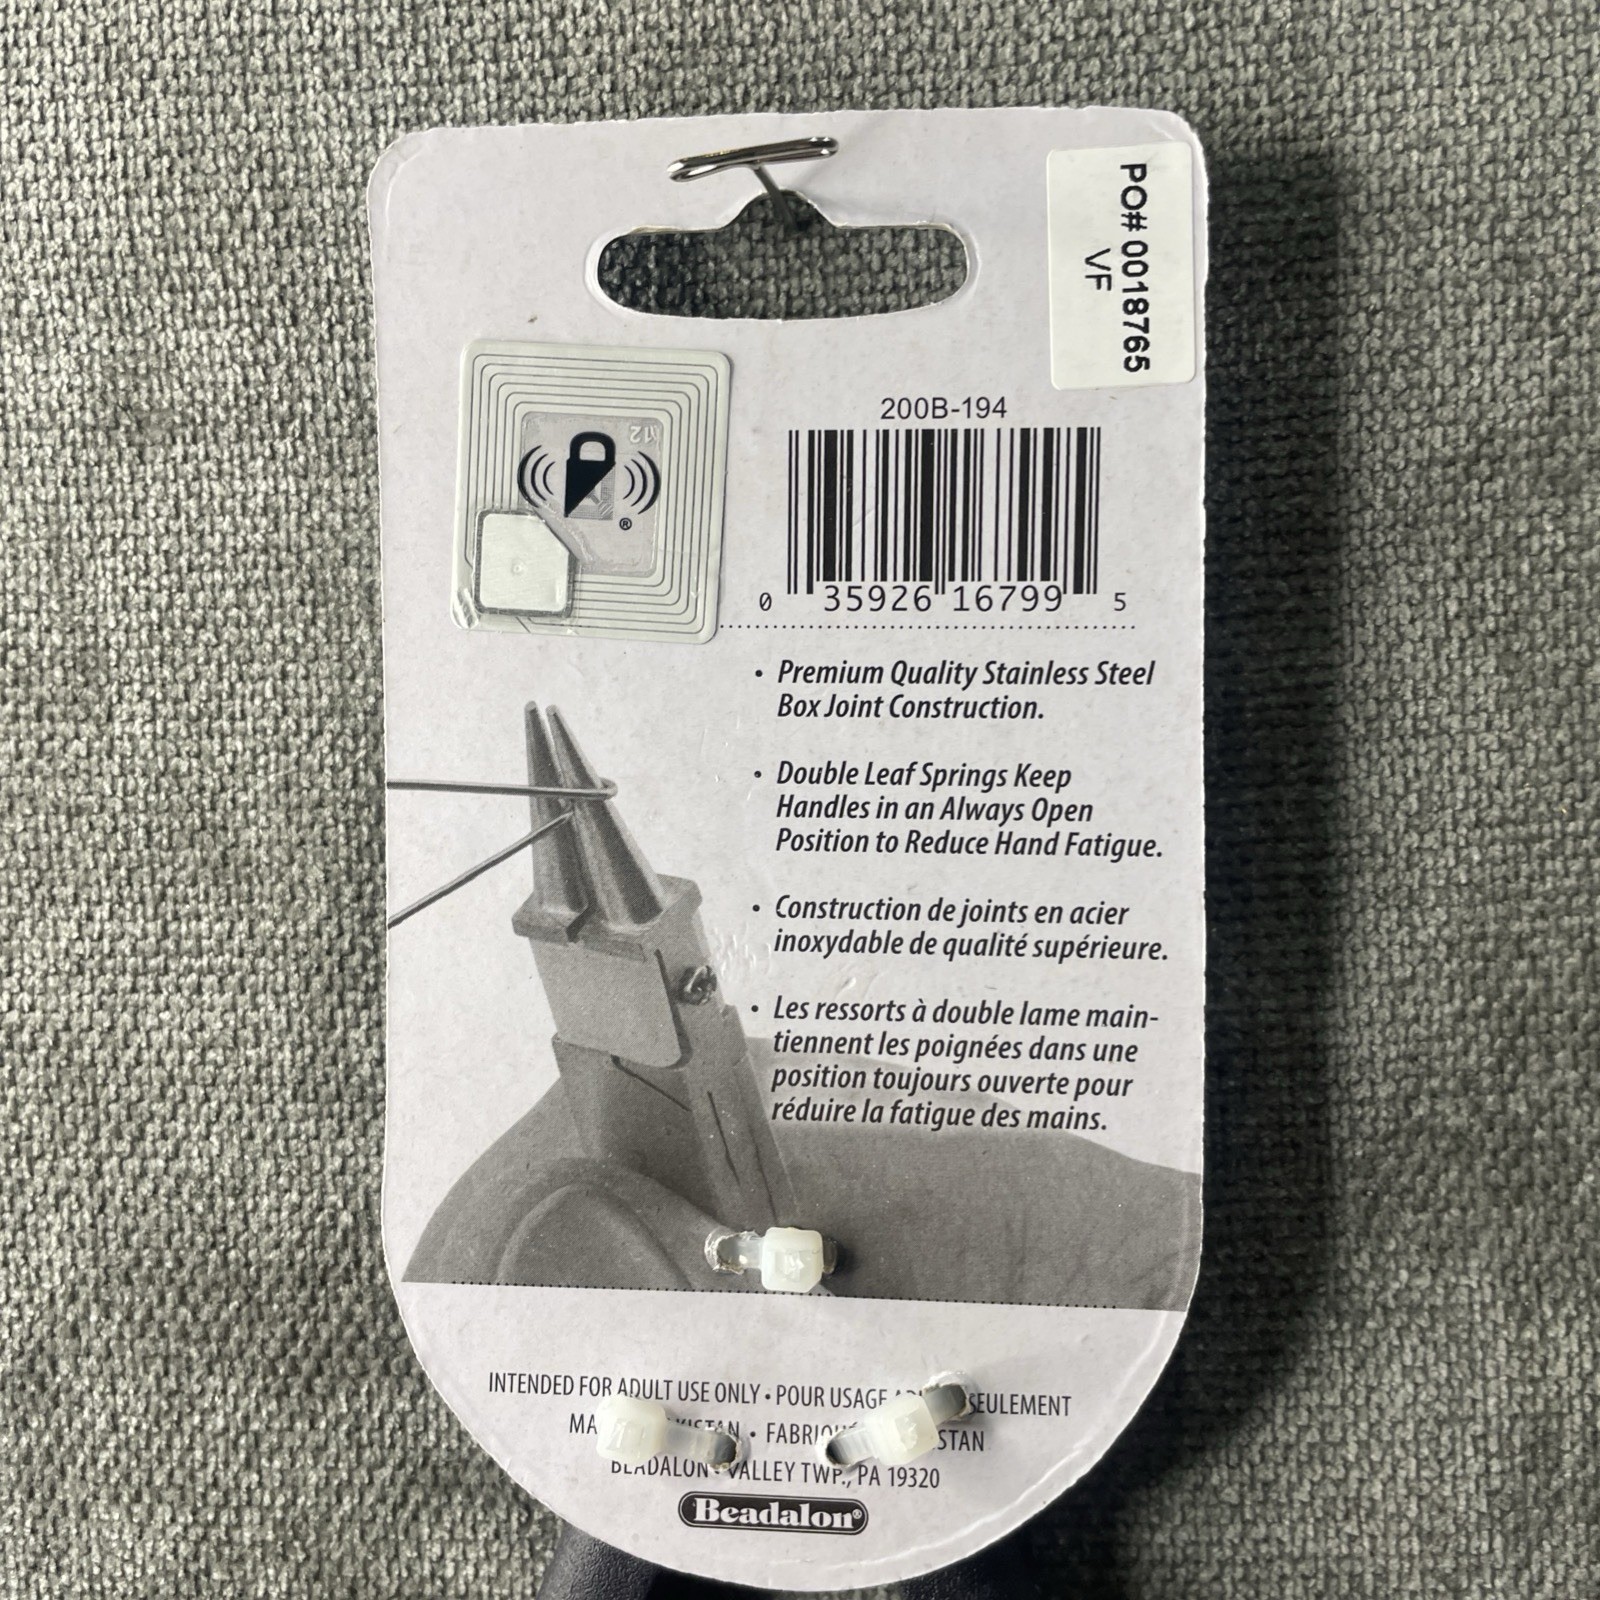 PO# 0018765
VF
200B-194
0 35926 16799 5
®
• Premium Quality Stainless Steel
Box Joint Construction.
• Double Leaf Springs Keep
Handles in an Always Open
Position to Reduce Hand Fatigue.
• Construction de joints en acier
inoxydable de qualité supérieure.
• Les ressorts à double lame main-
tiennent les poignées dans une
position toujours ouverte pour
réduire la fatigue des mains.
INTENDED FOR ADULT USE ONLY • POUR USAGE SEULEMENT
• 
BEADALON • VALLEY TWP., PA 19320
Beadalon®